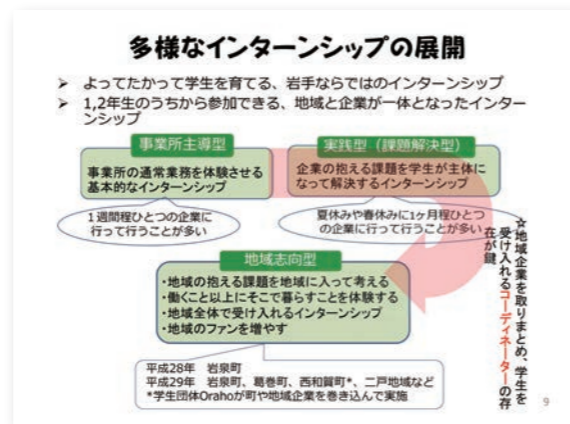 多様なインターンシップの展開
➢ よってたかって学生を育てる、岩手ならではのインターンシップ
➢ 1,2年生のうちから参加できる、地域と企業が一体となったインター
ンシップ
事業所主導型
事業所の通常業務を体験させる
基本的なインターンシップ
1週間程ひとつの企業に
行って行うことが多い
実践型（課題解決型）
企業の抱える課題を学生が主体に
なって解決するインターンシップ
夏休みや春休みに1ヶ月程ひとつ
の企業に行って行うことが多い
地域志向型
・地域の抱える課題を地域に入って考える
・働くこと以上にそこで暮らすことを体験する
・地域全体で受け入れるインターンシップ
・地域のファンを増やす
平成28年　岩泉町
平成29年　岩泉町、葛巻町、西和賀町*、二戸地域など
*学生団体Orahoが町や地域企業を巻き込んで実施
☆地域企業を取りまとめ、学生を
受け入れるコーディネーターの存
在が鍵
9